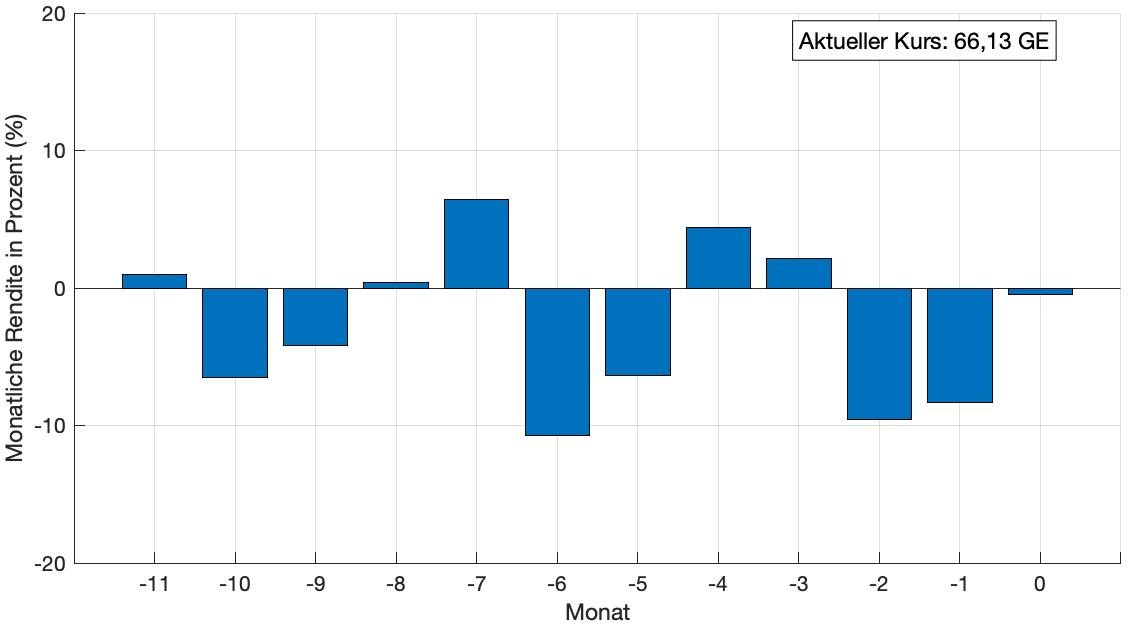 Aktueller Kurs: 66,13 GE
Monatliche Rendite in Prozent (%)
20
10
0
-10
-20
-11 -10 -9 -8 -7 -6 -5 -4 -3 -2 -1 0
Monat